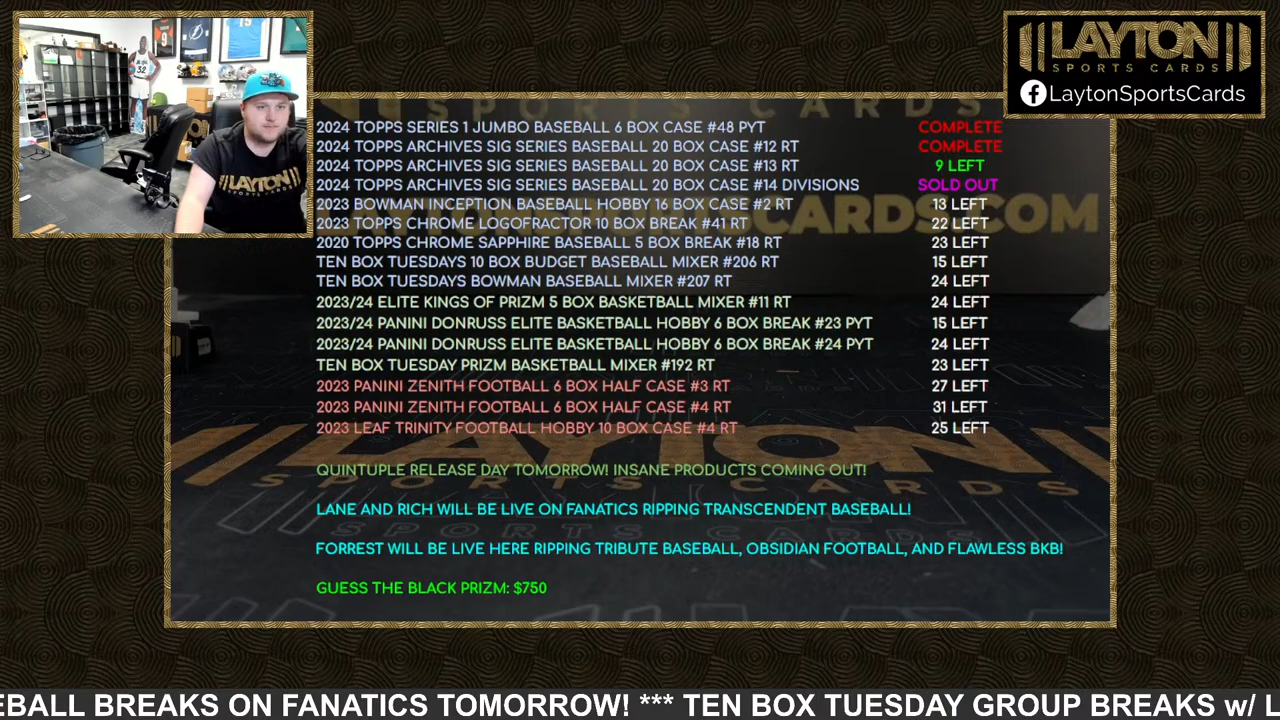 LAYTON
SPORTS CARDS
LaytonSportsCards
SPORTS CARDS
2024 TOPPS SERIES 1 JUMBO BASEBALL 6 BOX CASE #48 PYT COMPLETE
2024 TOPPS ARCHIVES SIG SERIES BASEBALL 20 BOX CASE #12 RT COMPLETE
2024 TOPPS ARCHIVES SIG SERIES BASEBALL 20 BOX CASE #13 RT 9 LEFT
2024 TOPPS ARCHIVES SIG SERIES BASEBALL 20 BOX CASE #14 DIVISIONS SOLD OUT
2023 BOWMAN INCEPTION BASEBALL HOBBY 16 BOX CASE #2 RT 13 LEFT
CARDS.COM
2023 TOPPS CHROME LOGOFRACTOR 10 BOX BREAK #41 RT 22 LEFT
2020 TOPPS CHROME SAPPHIRE BASEBALL 5 BOX BREAK #18 RT 23 LEFT
TEN BOX TUESDAYS 10 BOX BUDGET BASEBALL MIXER #206 RT 15 LEFT
TEN BOX TUESDAYS BOWMAN BASEBALL MIXER #207 RT 24 LEFT
2023/24 ELITE KINGS OF PRIZM 5 BOX BASKETBALL MIXER #11 RT 24 LEFT
2023/24 PANINI DONRUSS ELITE BASKETBALL HOBBY 6 BOX BREAK #23 PYT 15 LEFT
2023/24 PANINI DONRUSS ELITE BASKETBALL HOBBY 6 BOX BREAK #24 PYT 24 LEFT
TEN BOX TUESDAY PRIZM BASKETBALL MIXER #192 RT 23 LEFT
2023 PANINI ZENITH FOOTBALL 6 BOX HALF CASE #3 RT 27 LEFT
2023 PANINI ZENITH FOOTBALL 6 BOX HALF CASE #4 RT 31 LEFT
2023 LEAF TRINITY FOOTBALL HOBBY 10 BOX CASE #4 RT 25 LEFT
LAYTON
SPORTS CARDS
SPORTS CARDS
QUINTUPLE RELEASE DAY TOMORROW! INSANE PRODUCTS COMING OUT!
LANE AND RICH WILL BE LIVE ON FANATICS RIPPING TRANSCENDENT BASEBALL!
FORREST WILL BE LIVE HERE RIPPING TRIBUTE BASEBALL, OBSIDIAN FOOTBALL, AND FLAWLESS BKB!
GUESS THE BLACK PRIZM: $750
LAYTON
9
32
EBALL BREAKS ON FANATICS TOMORROW! *** TEN BOX TUESDAY GROUP BREAKS w/ L